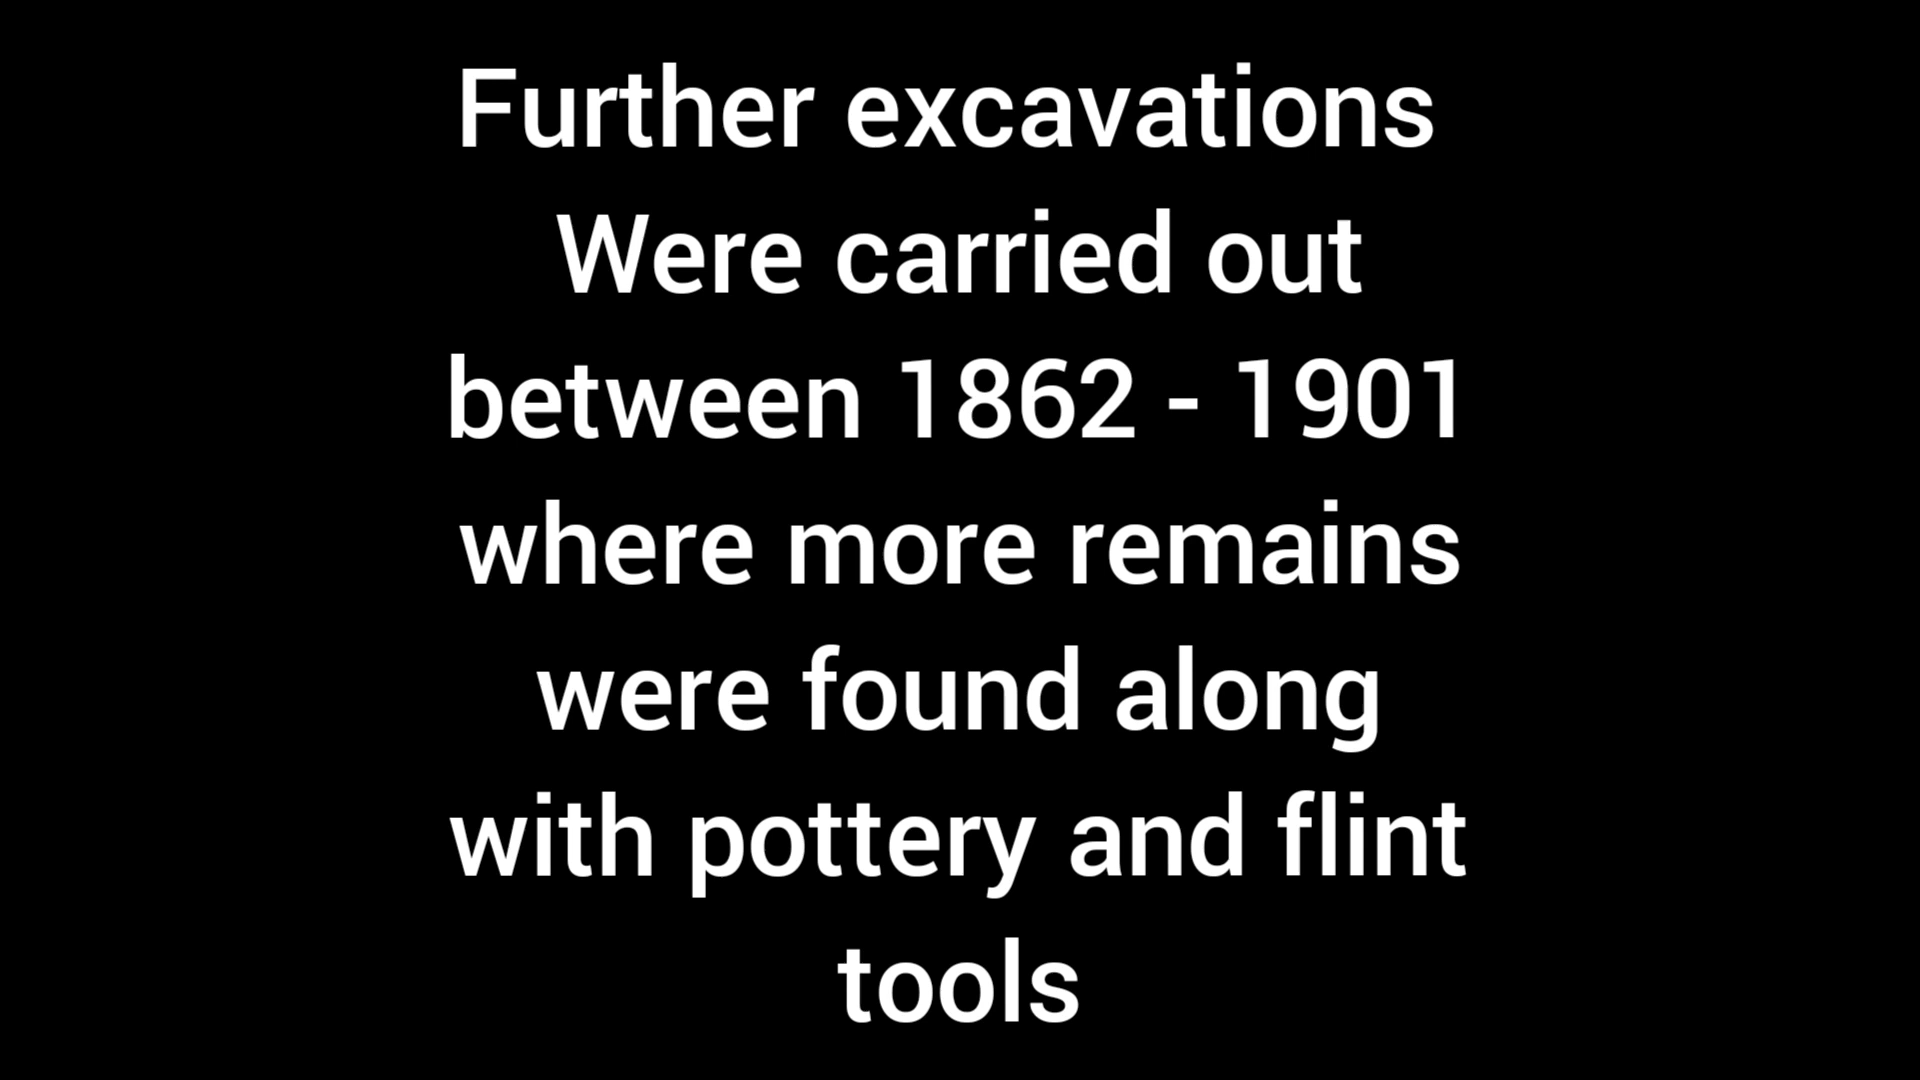 Further excavations
Were carried out
between 1862 - 1901
where more remains
were found along
with pottery and flint
tools